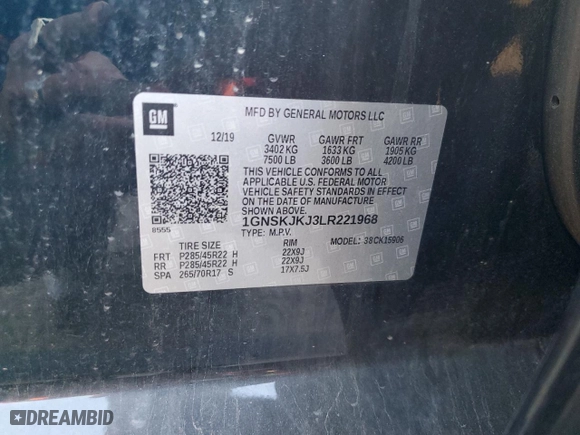 GM
MFD BY GENERAL MOTORS LLC
12/19 GVWR GAWR FRT GAWR RR
3402 KG 1633 KG 1905 KG
7500 LB 3600 LB 4200 LB
THIS VEHICLE CONFORMS TO ALL
APPLICABLE U.S. FEDERAL MOTOR
VEHICLE SAFETY STANDARDS IN EFFECT
ON THE DATE OF MANUFACTURE
SHOWN ABOVE.
8555 1GNSKJKJ3LR221968
TYPE: M.P.V. MODEL: S8CK15906
TIRE SIZE RIM
FRT P285/45R22 H 22X9J
RR P285/45R22 H 22X9J
SPA 265/70R17 S 17X7.5J
DREAMBID